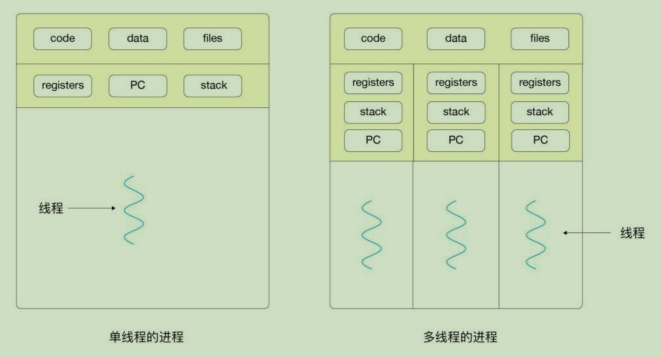 code data files
registers PC stack
线程
单线程的进程
code data files
registers registers registers
stack stack stack
PC PC PC
线程
多线程的进程